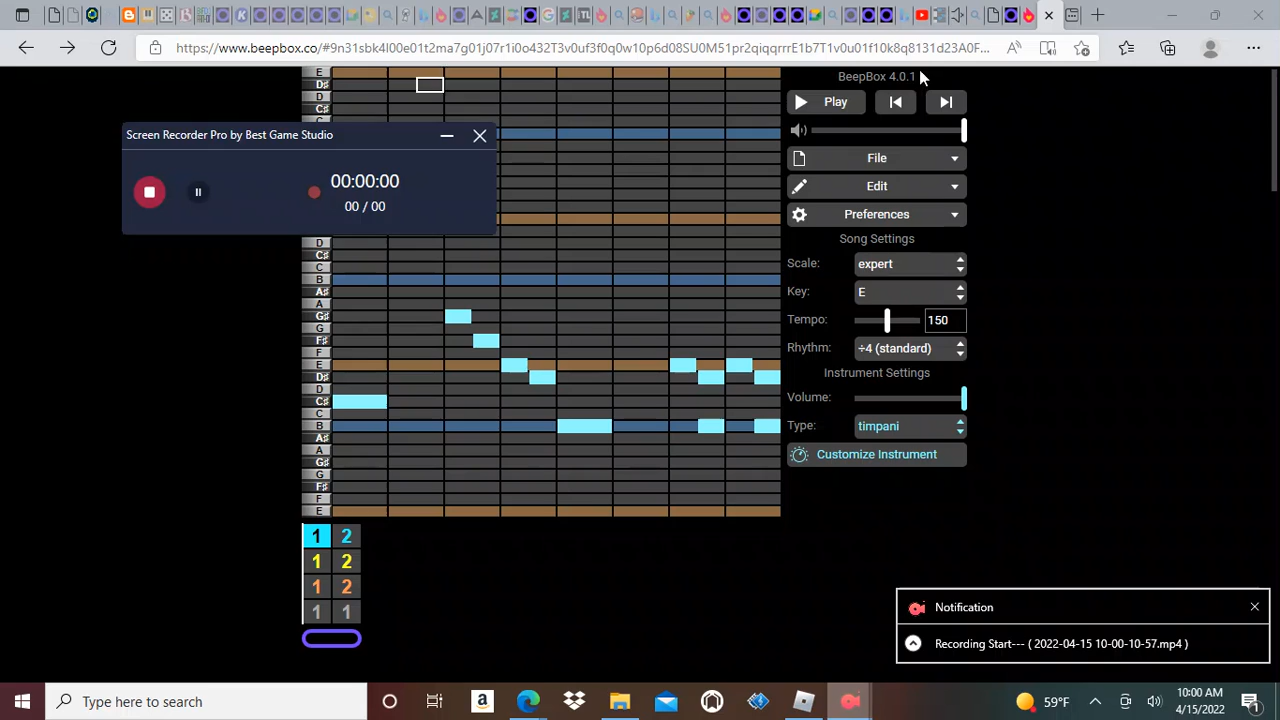 https://www.beepbox.co/#9n31sbk4l00e01t2ma7g01j07r1i0o432T3v0uf3f0q0w10p6d08SU0M51pr2qiqqrrrE1b7T1v0u01f10k8q8131d23A0F...
BeepBox 4.0.1
Play
Screen Recorder Pro by Best Game Studio
00:00:00
00 / 00
File
Edit
Preferences
Song Settings
Scale: expert
Key: E
Tempo: 150
Rhythm: ÷4 (standard)
Instrument Settings
Volume:
Type: timpani
Customize Instrument
E
D♯
D
C♯
C
D
C♯
C
B
A♯
A
G♯
G
F♯
F
E
D♯
D
C♯
C
B
A♯
A
G♯
G
F♯
F
E
1 2
1 2
1 2
1 1
Notification
Recording Start--- ( 2022-04-15 10-00-10-57.mp4 )
Type here to search
59°F
10:00 AM
4/15/2022
1